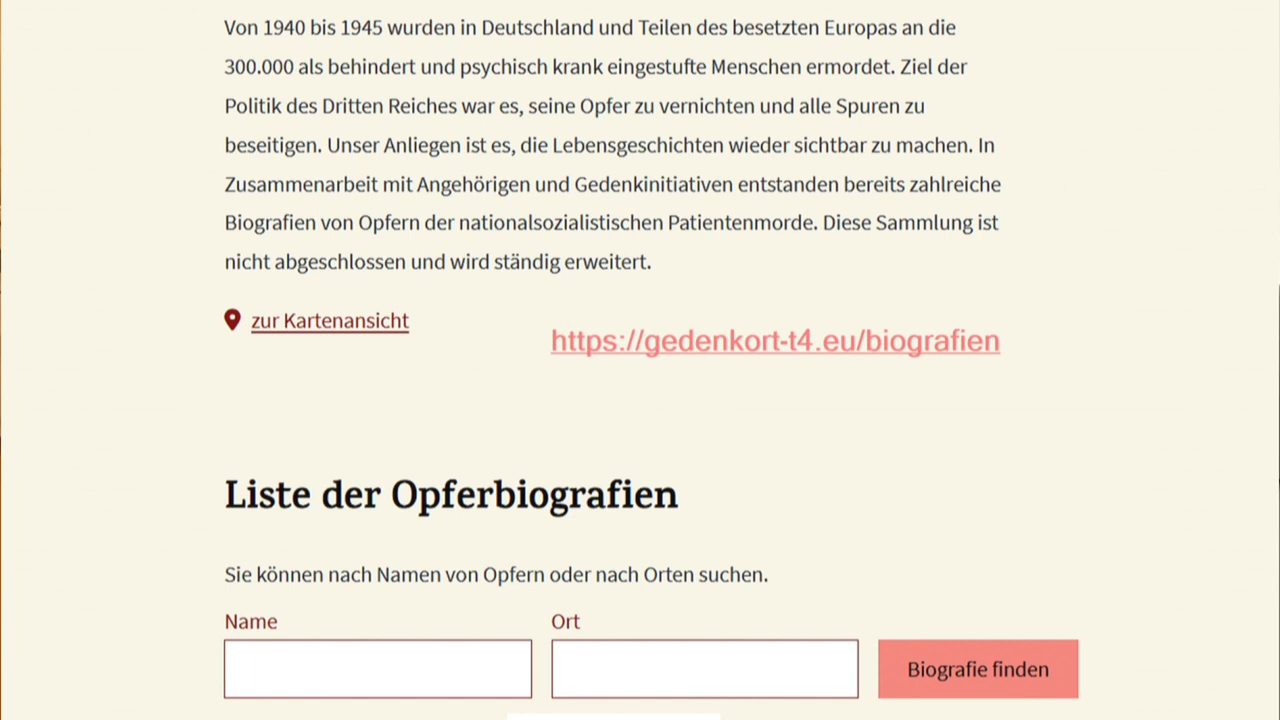 Von 1940 bis 1945 wurden in Deutschland und Teilen des besetzten Europas an die
300.000 als behindert und psychisch krank eingestufte Menschen ermordet. Ziel der
Politik des Dritten Reiches war es, seine Opfer zu vernichten und alle Spuren zu
beseitigen. Unser Anliegen ist es, die Lebensgeschichten wieder sichtbar zu machen. In
Zusammenarbeit mit Angehörigen und Gedenkinitiativen entstanden bereits zahlreiche
Biografien von Opfern der nationalsozialistischen Patientenmorde. Diese Sammlung ist
nicht abgeschlossen und wird ständig erweitert.
zur Kartenansicht
https://gedenkort-t4.eu/biografien
Liste der Opferbiografien
Sie können nach Namen von Opfern oder nach Orten suchen.
Name
Ort
Biografie finden